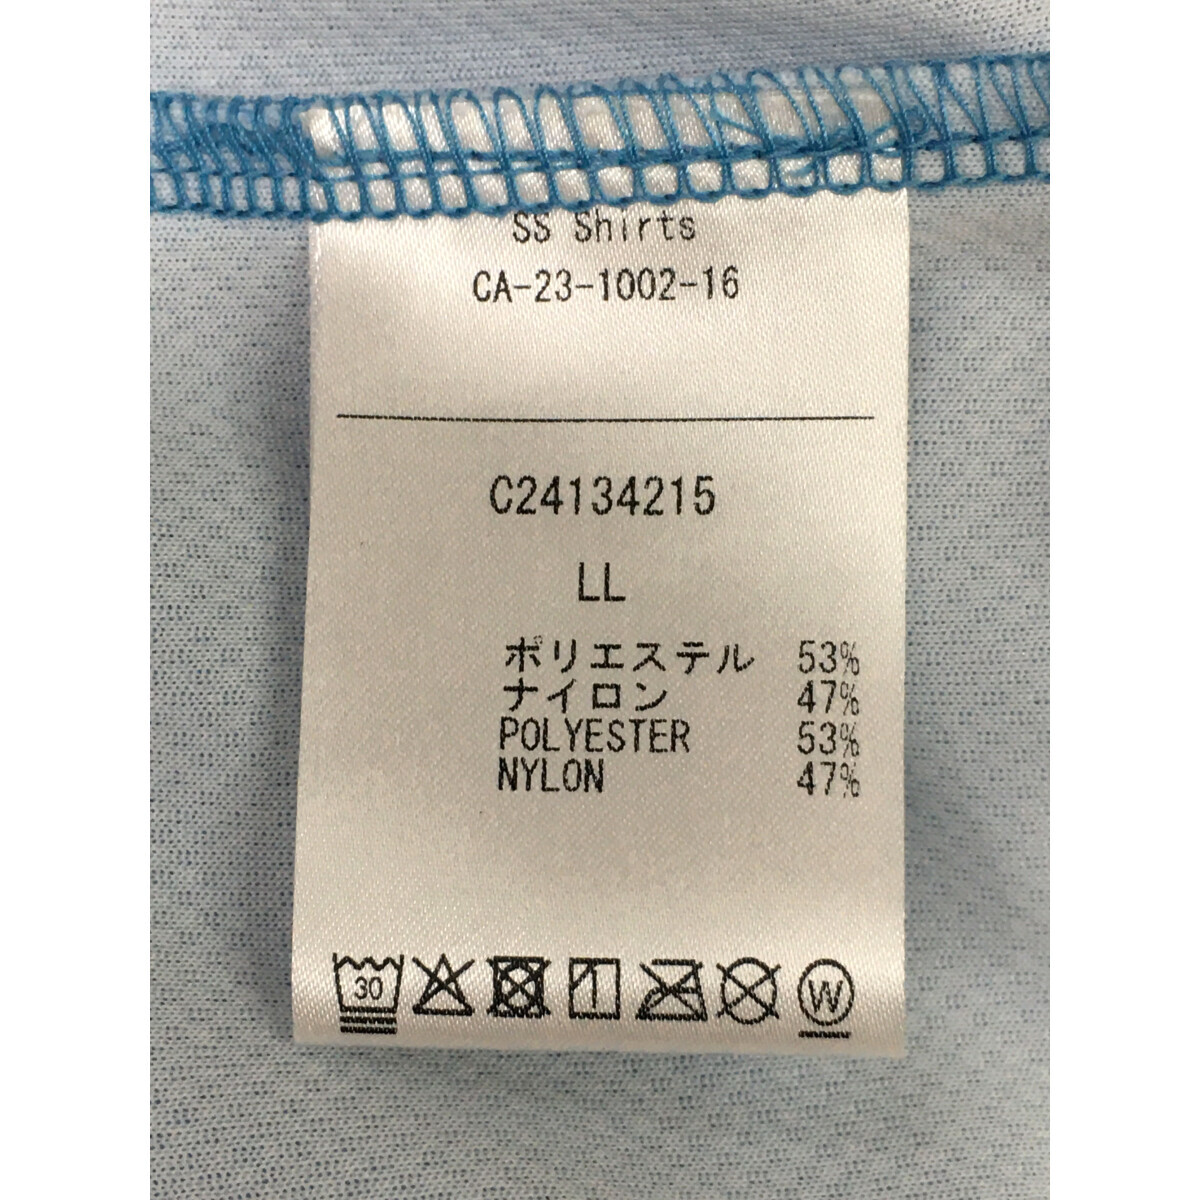 SS Shirts
CA-23-1002-16
C24134215
LL
ポリエステル 53%
ナイロン 47%
POLYESTER 53%
NYLON 47%
30
W